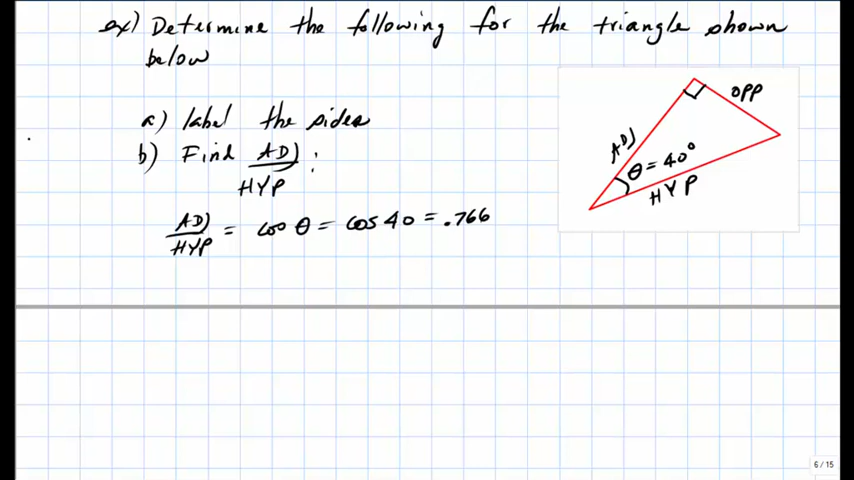 ex) Determine the following for the triangle shown
below
a) label the sides
b) Find ADJ :
HYP
ADJ = cos θ = cos 40 = .766
HYP
OPP
ADJ
θ = 40°
HYP
6 / 15